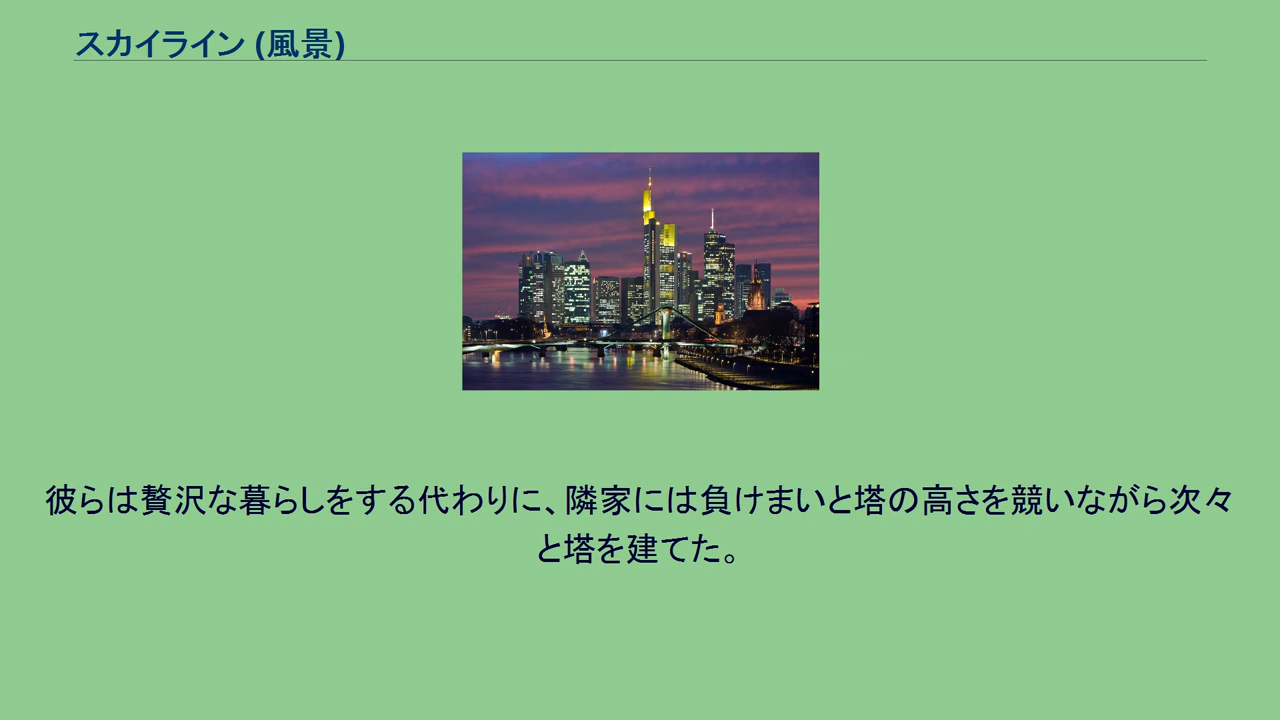 スカイライン (風景)
彼らは贅沢な暮らしをする代わりに、隣家には負けまいと塔の高さを競いながら次々
と塔を建てた。